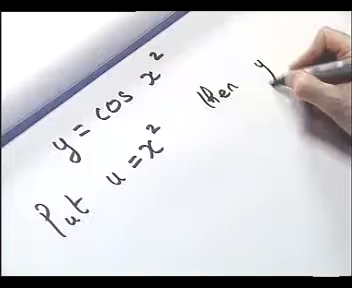 y = cos x²
Put u = x² then y